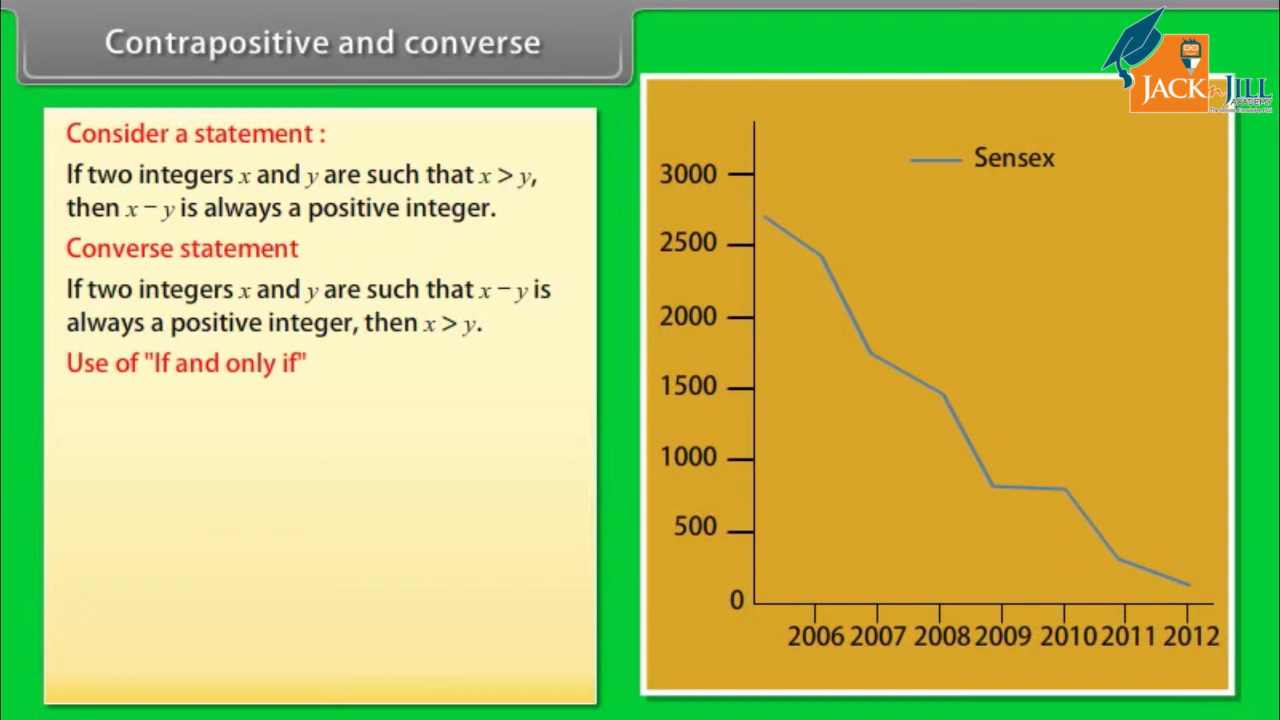 Contrapositive and converse
JACK n JILL
ACADEMY
Consider a statement :
If two integers x and y are such that x > y,
then x − y is always a positive integer.
Converse statement
If two integers x and y are such that x − y is
always a positive integer, then x > y.
Use of "If and only if"
Sensex
3000
2500
2000
1500
1000
500
0
2006 2007 2008 2009 2010 2011 2012